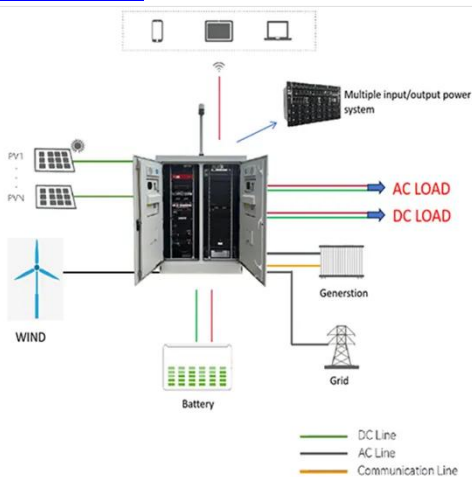 Multiple input/output power
system
PV1
PVN
AC LOAD
DC LOAD
WIND
Generstion
Grid
Battery
DC Line
AC Line
Communication Line